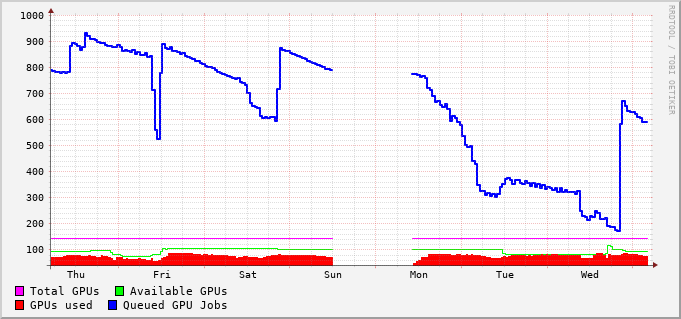 1000
900
800
700
600
500
400
300
200
100
Thu Fri Sat Sun Mon Tue Wed
Total GPUs Available GPUs
GPUs used Queued GPU Jobs
RRDTOOL / TOBI OETIKER